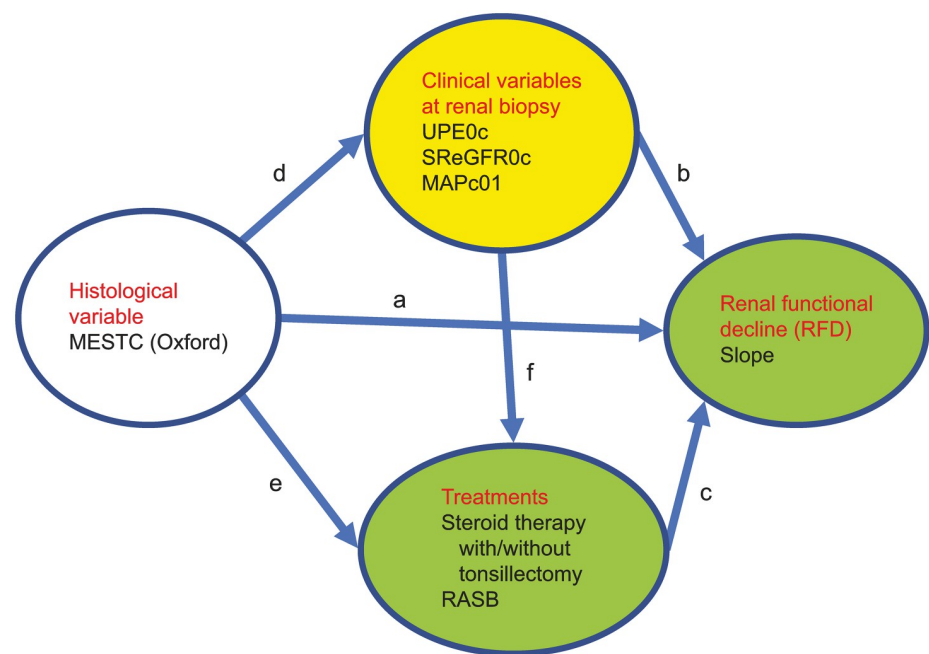 Clinical variables
at renal biopsy
UPE0c
SReGFR0c
MAPc01
d
b
Histological
variable
MESTC (Oxford)
a
Renal functional
decline (RFD)
Slope
f
e
Treatments
Steroid therapy
with/without
tonsillectomy
RASB
c